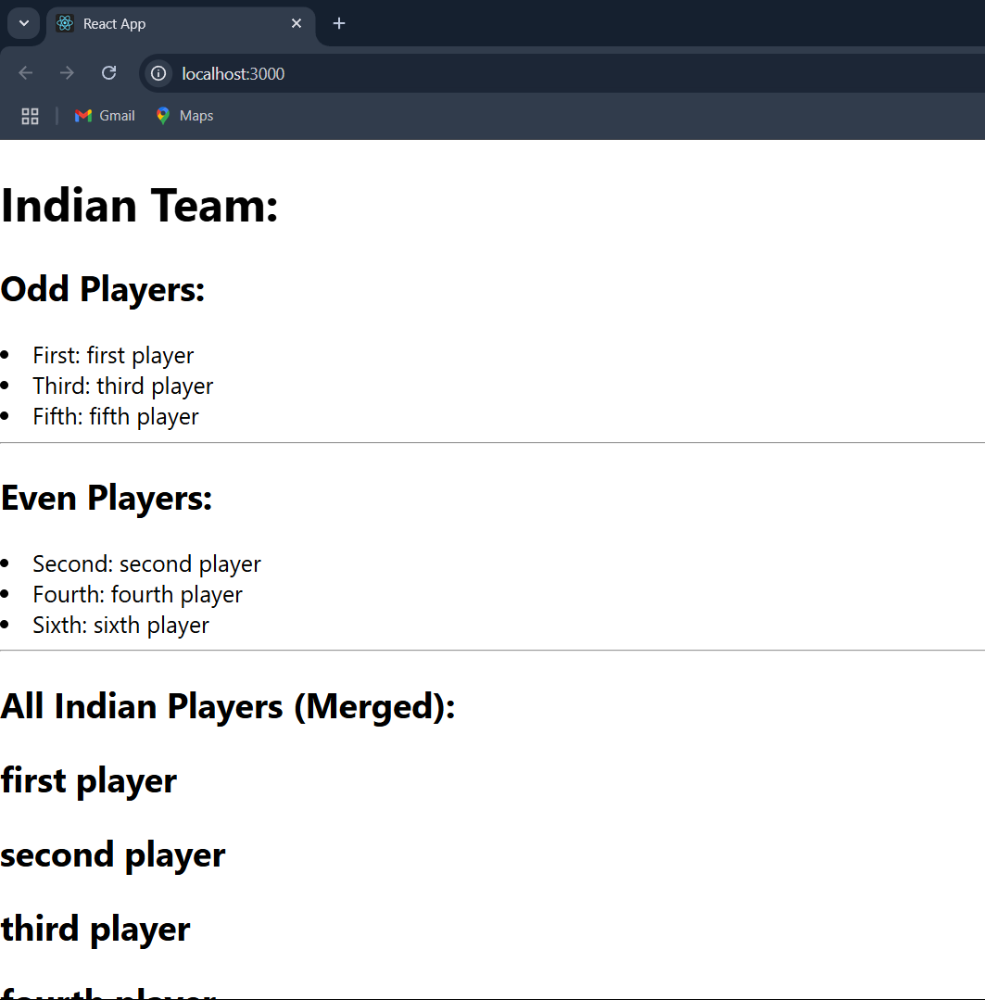 React App
localhost:3000
Gmail Maps
Indian Team:
Odd Players:
First: first player
Third: third player
Fifth: fifth player
Even Players:
Second: second player
Fourth: fourth player
Sixth: sixth player
All Indian Players (Merged):
first player
second player
third player
fourth player